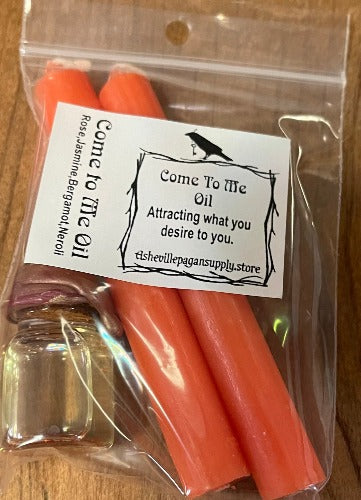 Come to Me Oil
Rose,Jasmine,Bergamot,Neroli
Come To Me
Oil
Attracting what you
desire to you.
Ashevillepagansupply.store